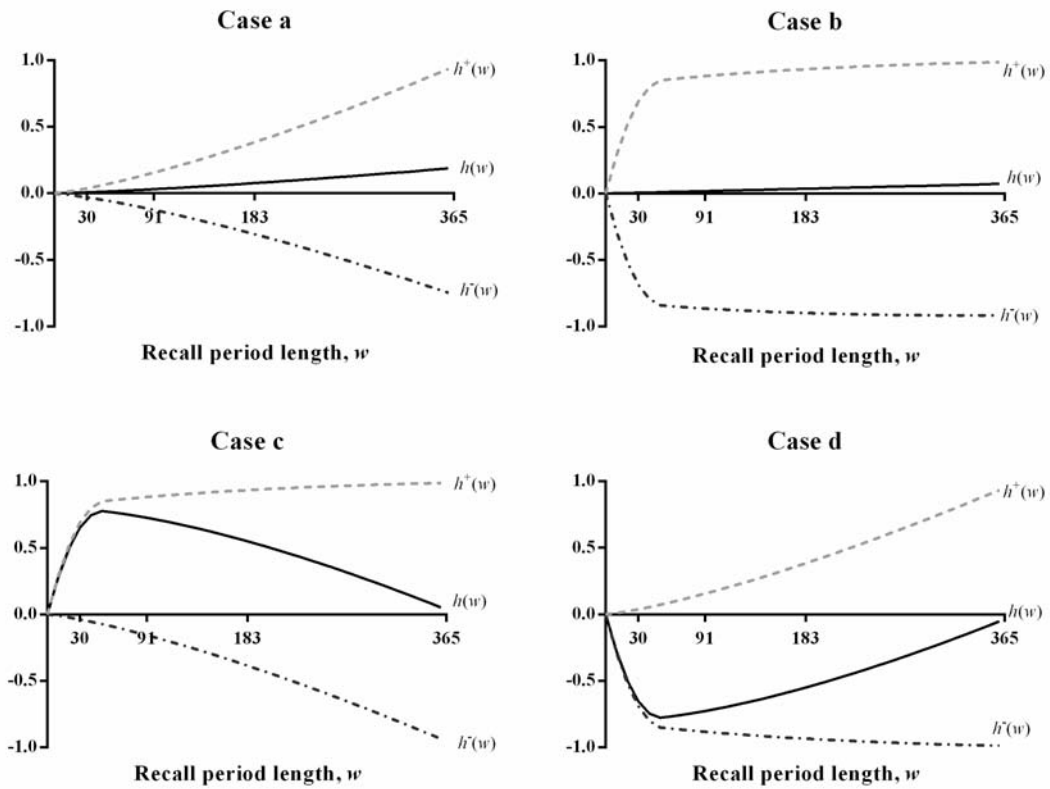 Case a
1.0
0.5
0.0
-0.5
-1.0
30
91
183
365
h⁺(w)
h(w)
h⁻(w)
Recall period length, w
Case b
1.0
0.5
0.0
-0.5
-1.0
30
91
183
365
h⁺(w)
h(w)
h⁻(w)
Recall period length, w
Case c
1.0
0.5
0.0
-0.5
-1.0
30
91
183
365
h⁺(w)
h(w)
h⁻(w)
Recall period length, w
Case d
1.0
0.5
0.0
-0.5
-1.0
30
91
183
365
h⁺(w)
h(w)
h⁻(w)
Recall period length, w